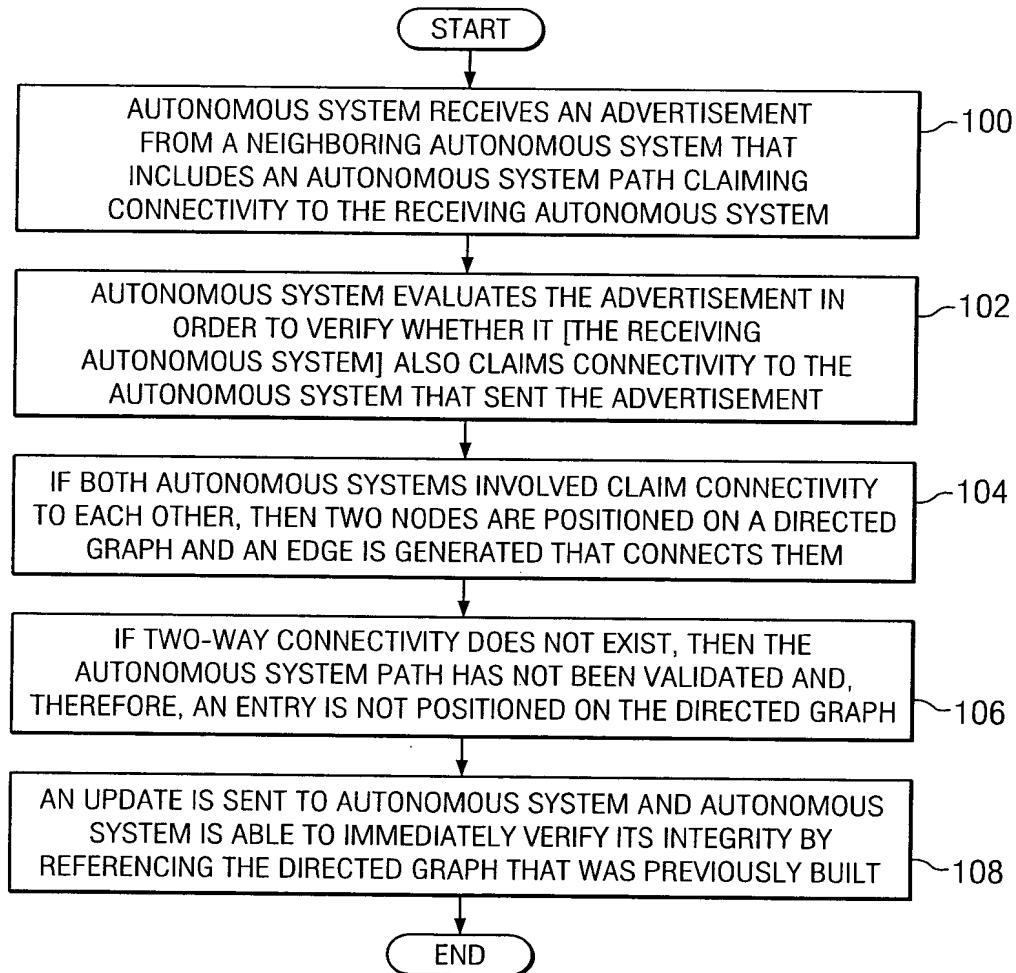 START
AUTONOMOUS SYSTEM RECEIVES AN ADVERTISEMENT
FROM A NEIGHBORING AUTONOMOUS SYSTEM THAT
INCLUDES AN AUTONOMOUS SYSTEM PATH CLAIMING
CONNECTIVITY TO THE RECEIVING AUTONOMOUS SYSTEM
100
AUTONOMOUS SYSTEM EVALUATES THE ADVERTISEMENT IN
ORDER TO VERIFY WHETHER IT [THE RECEIVING
AUTONOMOUS SYSTEM] ALSO CLAIMS CONNECTIVITY TO THE
AUTONOMOUS SYSTEM THAT SENT THE ADVERTISEMENT
102
IF BOTH AUTONOMOUS SYSTEMS INVOLVED CLAIM CONNECTIVITY
TO EACH OTHER, THEN TWO NODES ARE POSITIONED ON A DIRECTED
GRAPH AND AN EDGE IS GENERATED THAT CONNECTS THEM
104
IF TWO-WAY CONNECTIVITY DOES NOT EXIST, THEN THE
AUTONOMOUS SYSTEM PATH HAS NOT BEEN VALIDATED AND,
THEREFORE, AN ENTRY IS NOT POSITIONED ON THE DIRECTED GRAPH
106
AN UPDATE IS SENT TO AUTONOMOUS SYSTEM AND AUTONOMOUS
SYSTEM IS ABLE TO IMMEDIATELY VERIFY ITS INTEGRITY BY
REFERENCING THE DIRECTED GRAPH THAT WAS PREVIOUSLY BUILT
108
END